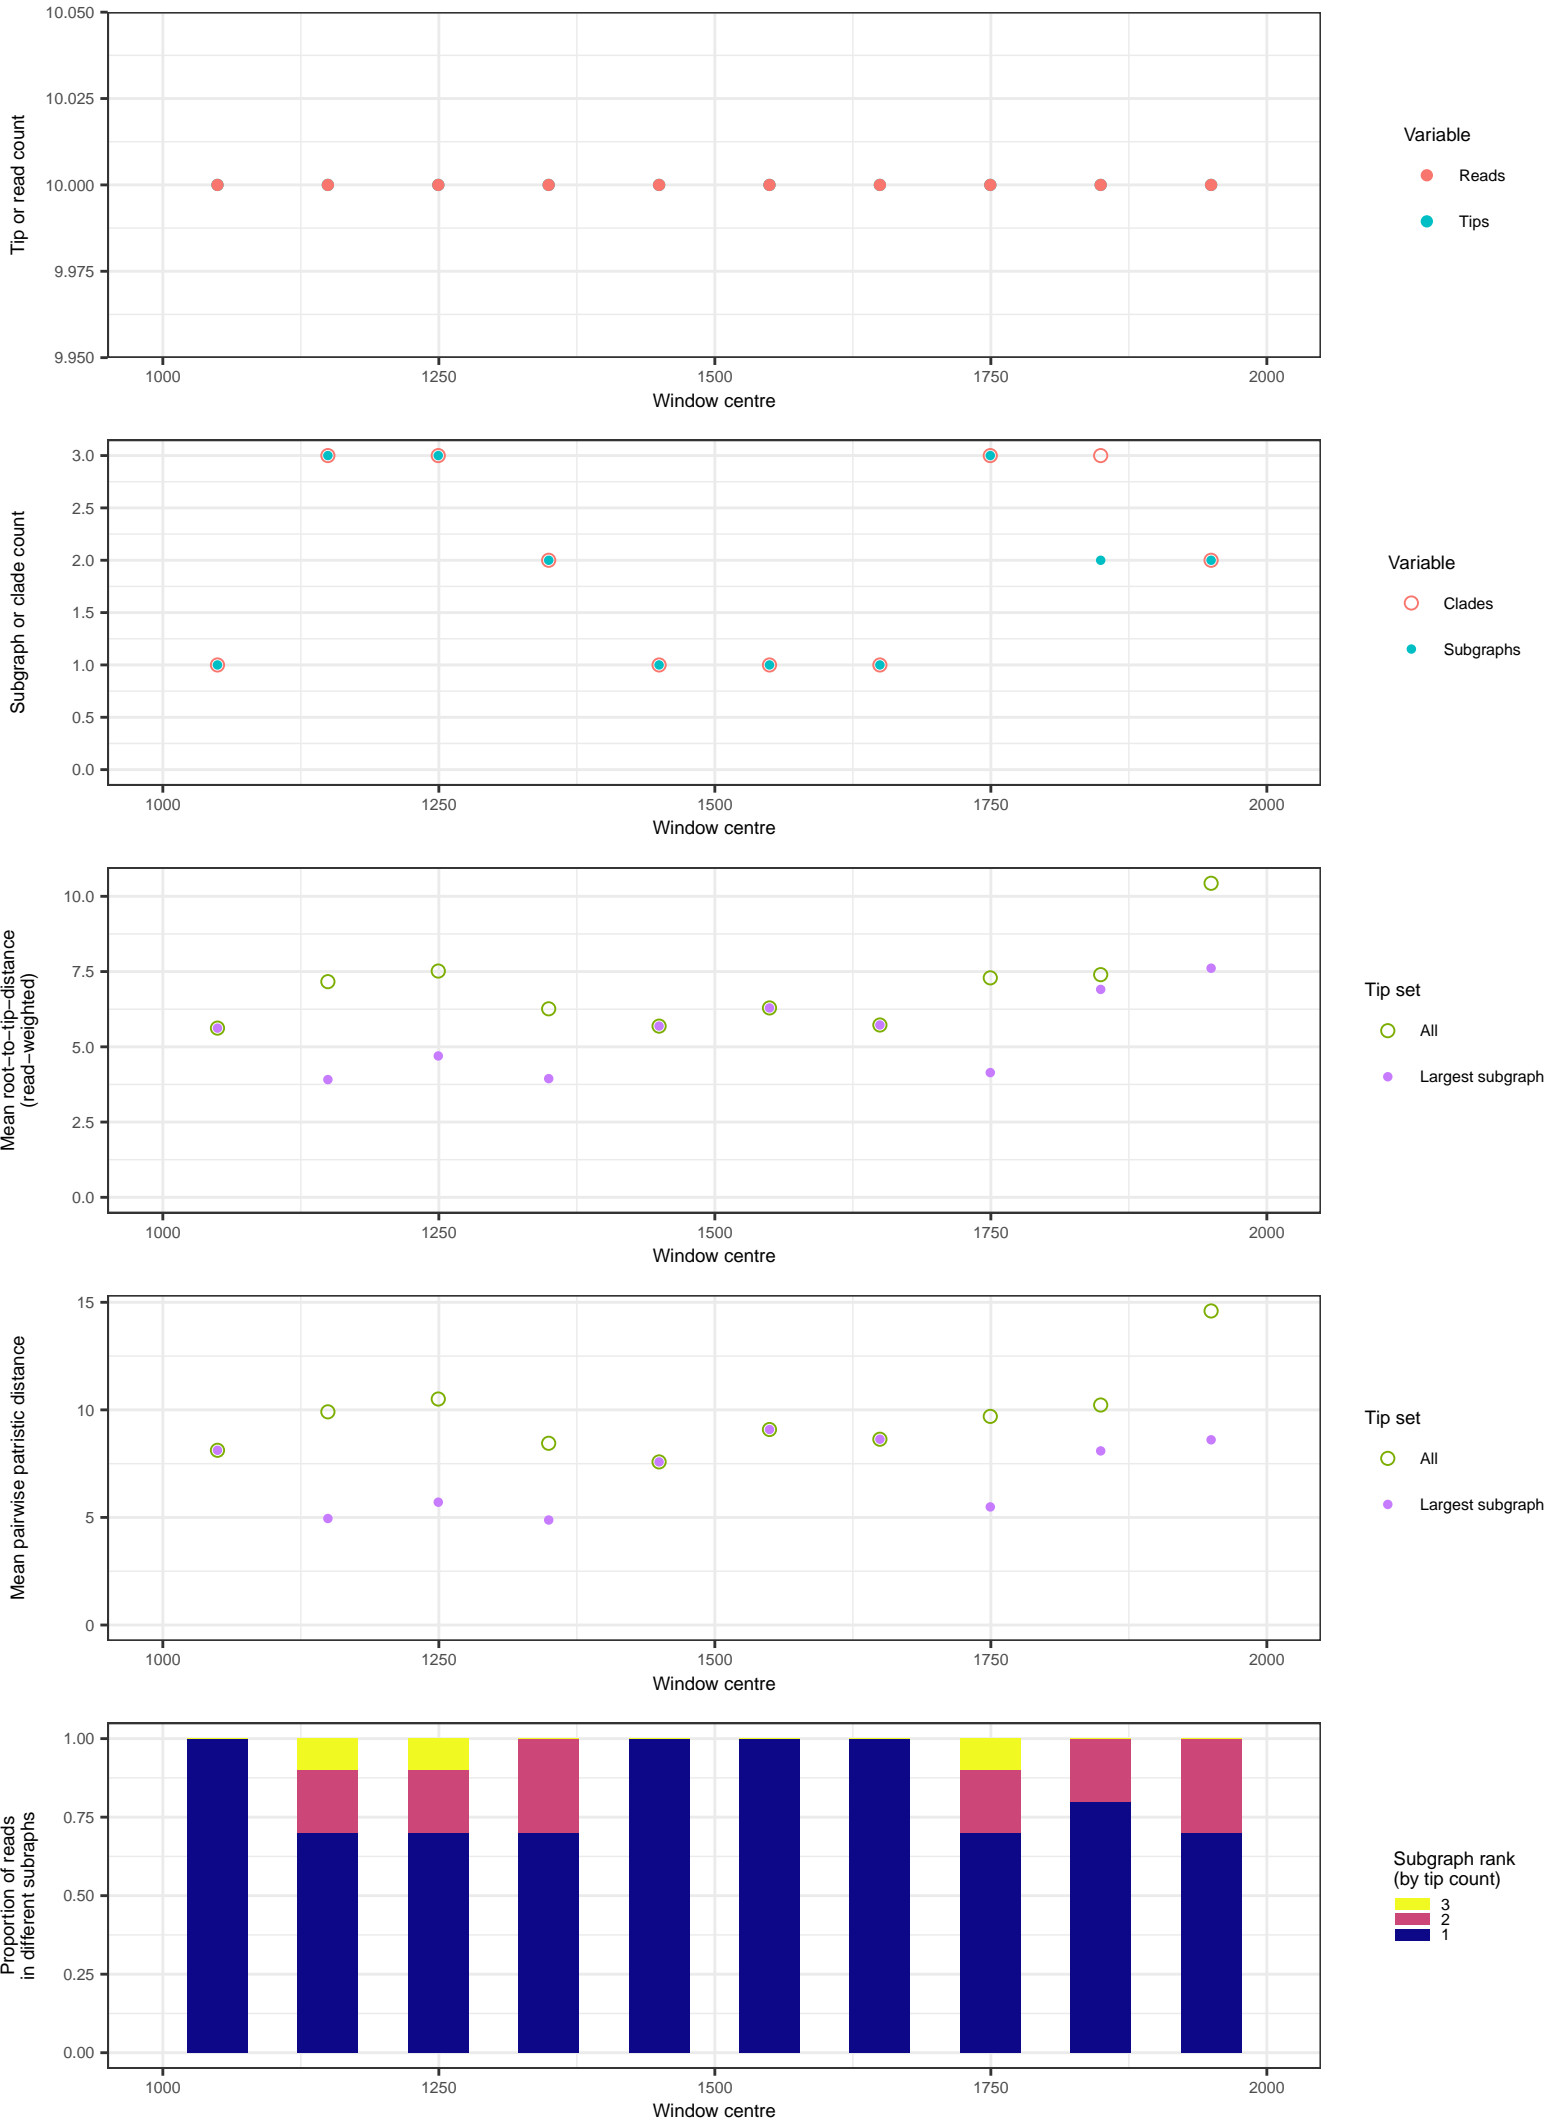 10.050
10.025
10.000
9.975
9.950
Tip or read count
1000 1250 1500 1750 2000
Window centre
Variable
Reads
Tips
3.0
2.5
2.0
1.5
1.0
0.5
0.0
Subgraph or clade count
1000 1250 1500 1750 2000
Window centre
Variable
Clades
Subgraphs
10.0
7.5
5.0
2.5
0.0
Mean root−to−tip−distance
(read−weighted)
1000 1250 1500 1750 2000
Window centre
Tip set
All
Largest subgraph
15
10
5
0
Mean pairwise patristic distance
1000 1250 1500 1750 2000
Window centre
Tip set
All
Largest subgraph
1.00
0.75
0.50
0.25
0.00
Proportion of reads
in different subraphs
1000 1250 1500 1750 2000
Window centre
Subgraph rank
(by tip count)
3
2
1